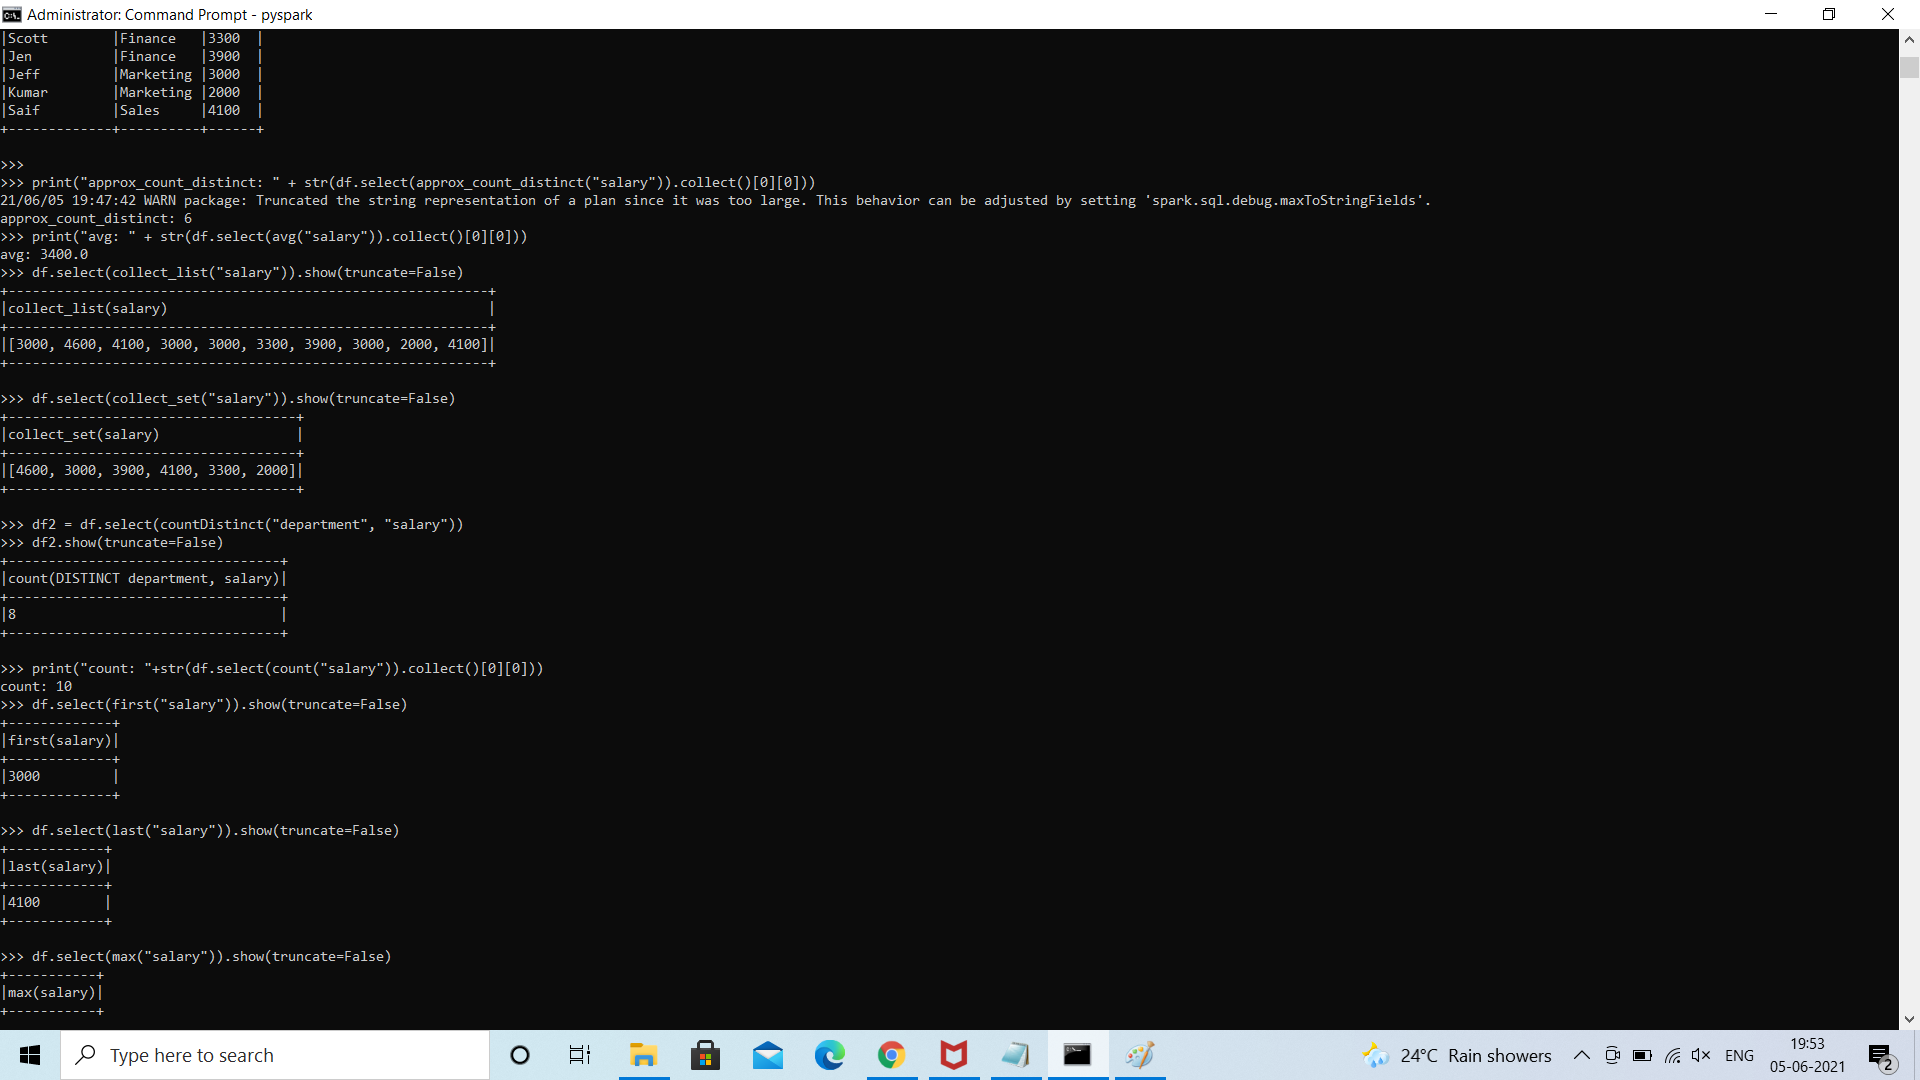 Administrator: Command Prompt - pyspark
|Scott        |Finance   |3300  |
|Jen          |Finance   |3900  |
|Jeff         |Marketing |3000  |
|Kumar        |Marketing |2000  |
|Saif         |Sales     |4100  |
+-------------+----------+------+
>>>
>>> print("approx_count_distinct: " + str(df.select(approx_count_distinct("salary")).collect()[0][0]))
21/06/05 19:47:42 WARN package: Truncated the string representation of a plan since it was too large. This behavior can be adjusted by setting 'spark.sql.debug.maxToStringFields'.
approx_count_distinct: 6
>>> print("avg: " + str(df.select(avg("salary")).collect()[0][0]))
avg: 3400.0
>>> df.select(collect_list("salary")).show(truncate=False)
+------------------------------------------------------------+
|collect_list(salary)                                        |
+------------------------------------------------------------+
|[3000, 4600, 4100, 3000, 3000, 3300, 3900, 3000, 2000, 4100]|
+------------------------------------------------------------+
>>> df.select(collect_set("salary")).show(truncate=False)
+------------------------------------+
|collect_set(salary)                 |
+------------------------------------+
|[4600, 3000, 3900, 4100, 3300, 2000]|
+------------------------------------+
>>> df2 = df.select(countDistinct("department", "salary"))
>>> df2.show(truncate=False)
+----------------------------------+
|count(DISTINCT department, salary)|
+----------------------------------+
|8                                 |
+----------------------------------+
>>> print("count: "+str(df.select(count("salary")).collect()[0][0]))
count: 10
>>> df.select(first("salary")).show(truncate=False)
+-------------+
|first(salary)|
+-------------+
|3000         |
+-------------+
>>> df.select(last("salary")).show(truncate=False)
+------------+
|last(salary)|
+------------+
|4100        |
+------------+
>>> df.select(max("salary")).show(truncate=False)
+-----------+
|max(salary)|
+-----------+
Type here to search
24°C Rain showers
ENG
19:53
05-06-2021
2